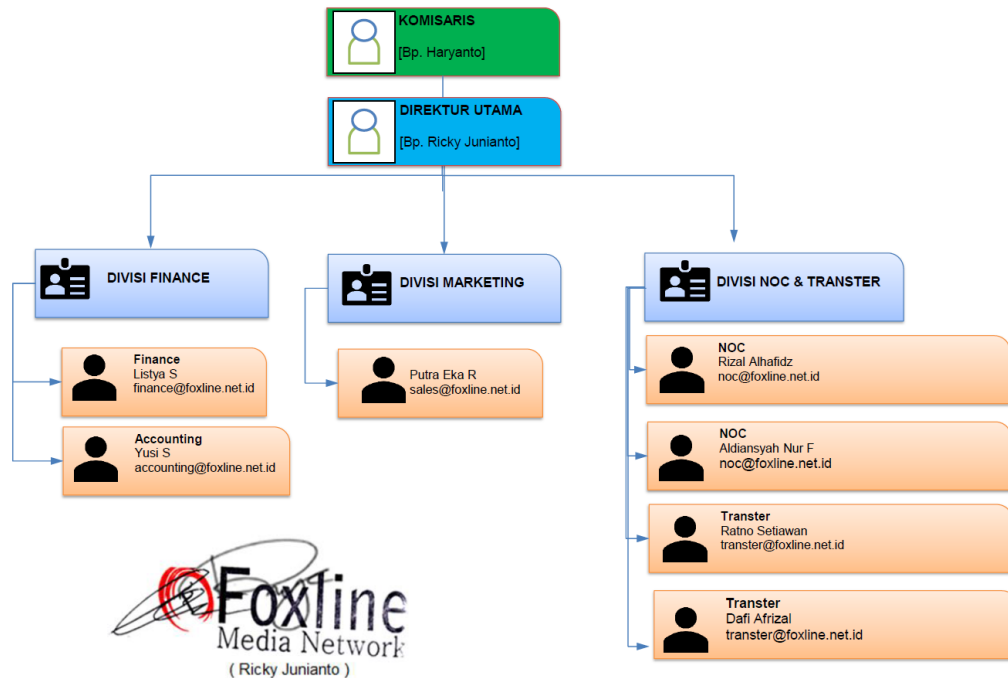 KOMISARIS
[Bp. Haryanto]
DIREKTUR UTAMA
[Bp. Ricky Junianto]
DIVISI FINANCE
Finance
Listya S
finance@foxline.net.id
Accounting
Yusi S
accounting@foxline.net.id
DIVISI MARKETING
Putra Eka R
sales@foxline.net.id
DIVISI NOC & TRANSTER
NOC
Rizal Alhafidz
noc@foxline.net.id
NOC
Aldiansyah Nur F
noc@foxline.net.id
Transter
Ratno Setiawan
transter@foxline.net.id
Transter
Dafi Afrizal
transter@foxline.net.id
Foxline
Media Network
( Ricky Junianto )